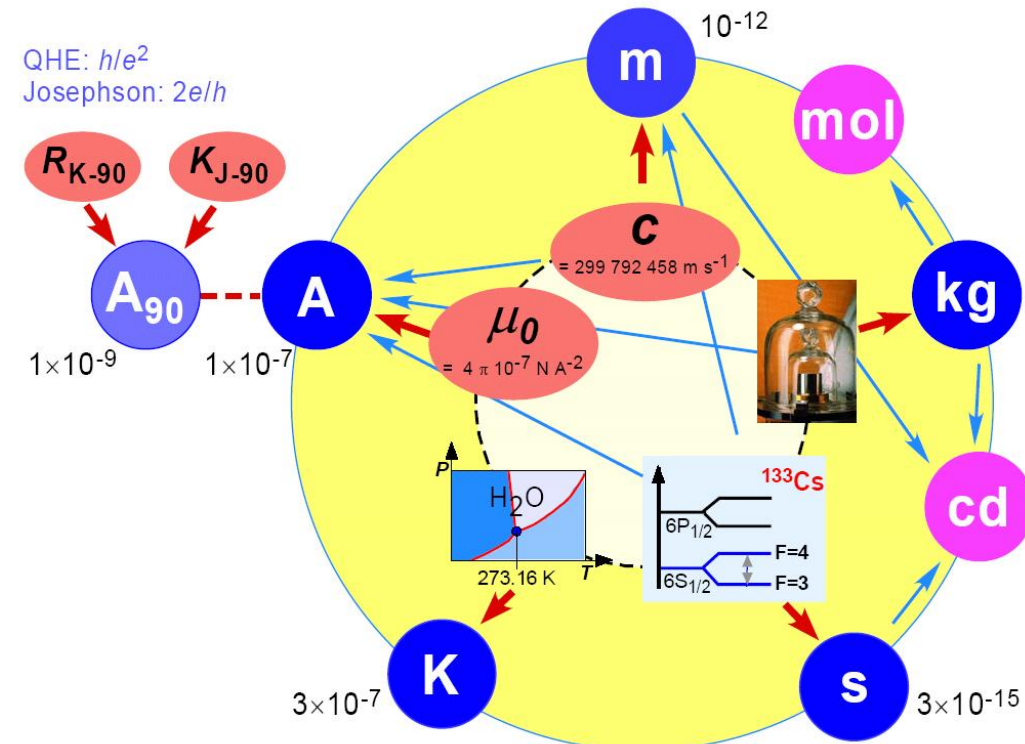 10⁻¹²
m
QHE: h/e²
Josephson: 2e/h
mol
R_K-90
K_J-90
c
= 299 792 458 m s⁻¹
A₉₀
A
kg
μ₀
= 4 π 10⁻⁷ N A⁻²
1×10⁻⁹
1×10⁻⁷
P
H₂O
T
273.16 K
¹³³Cs
6P₁/₂
F=4
6S₁/₂
F=3
cd
K
s
3×10⁻⁷
3×10⁻¹⁵